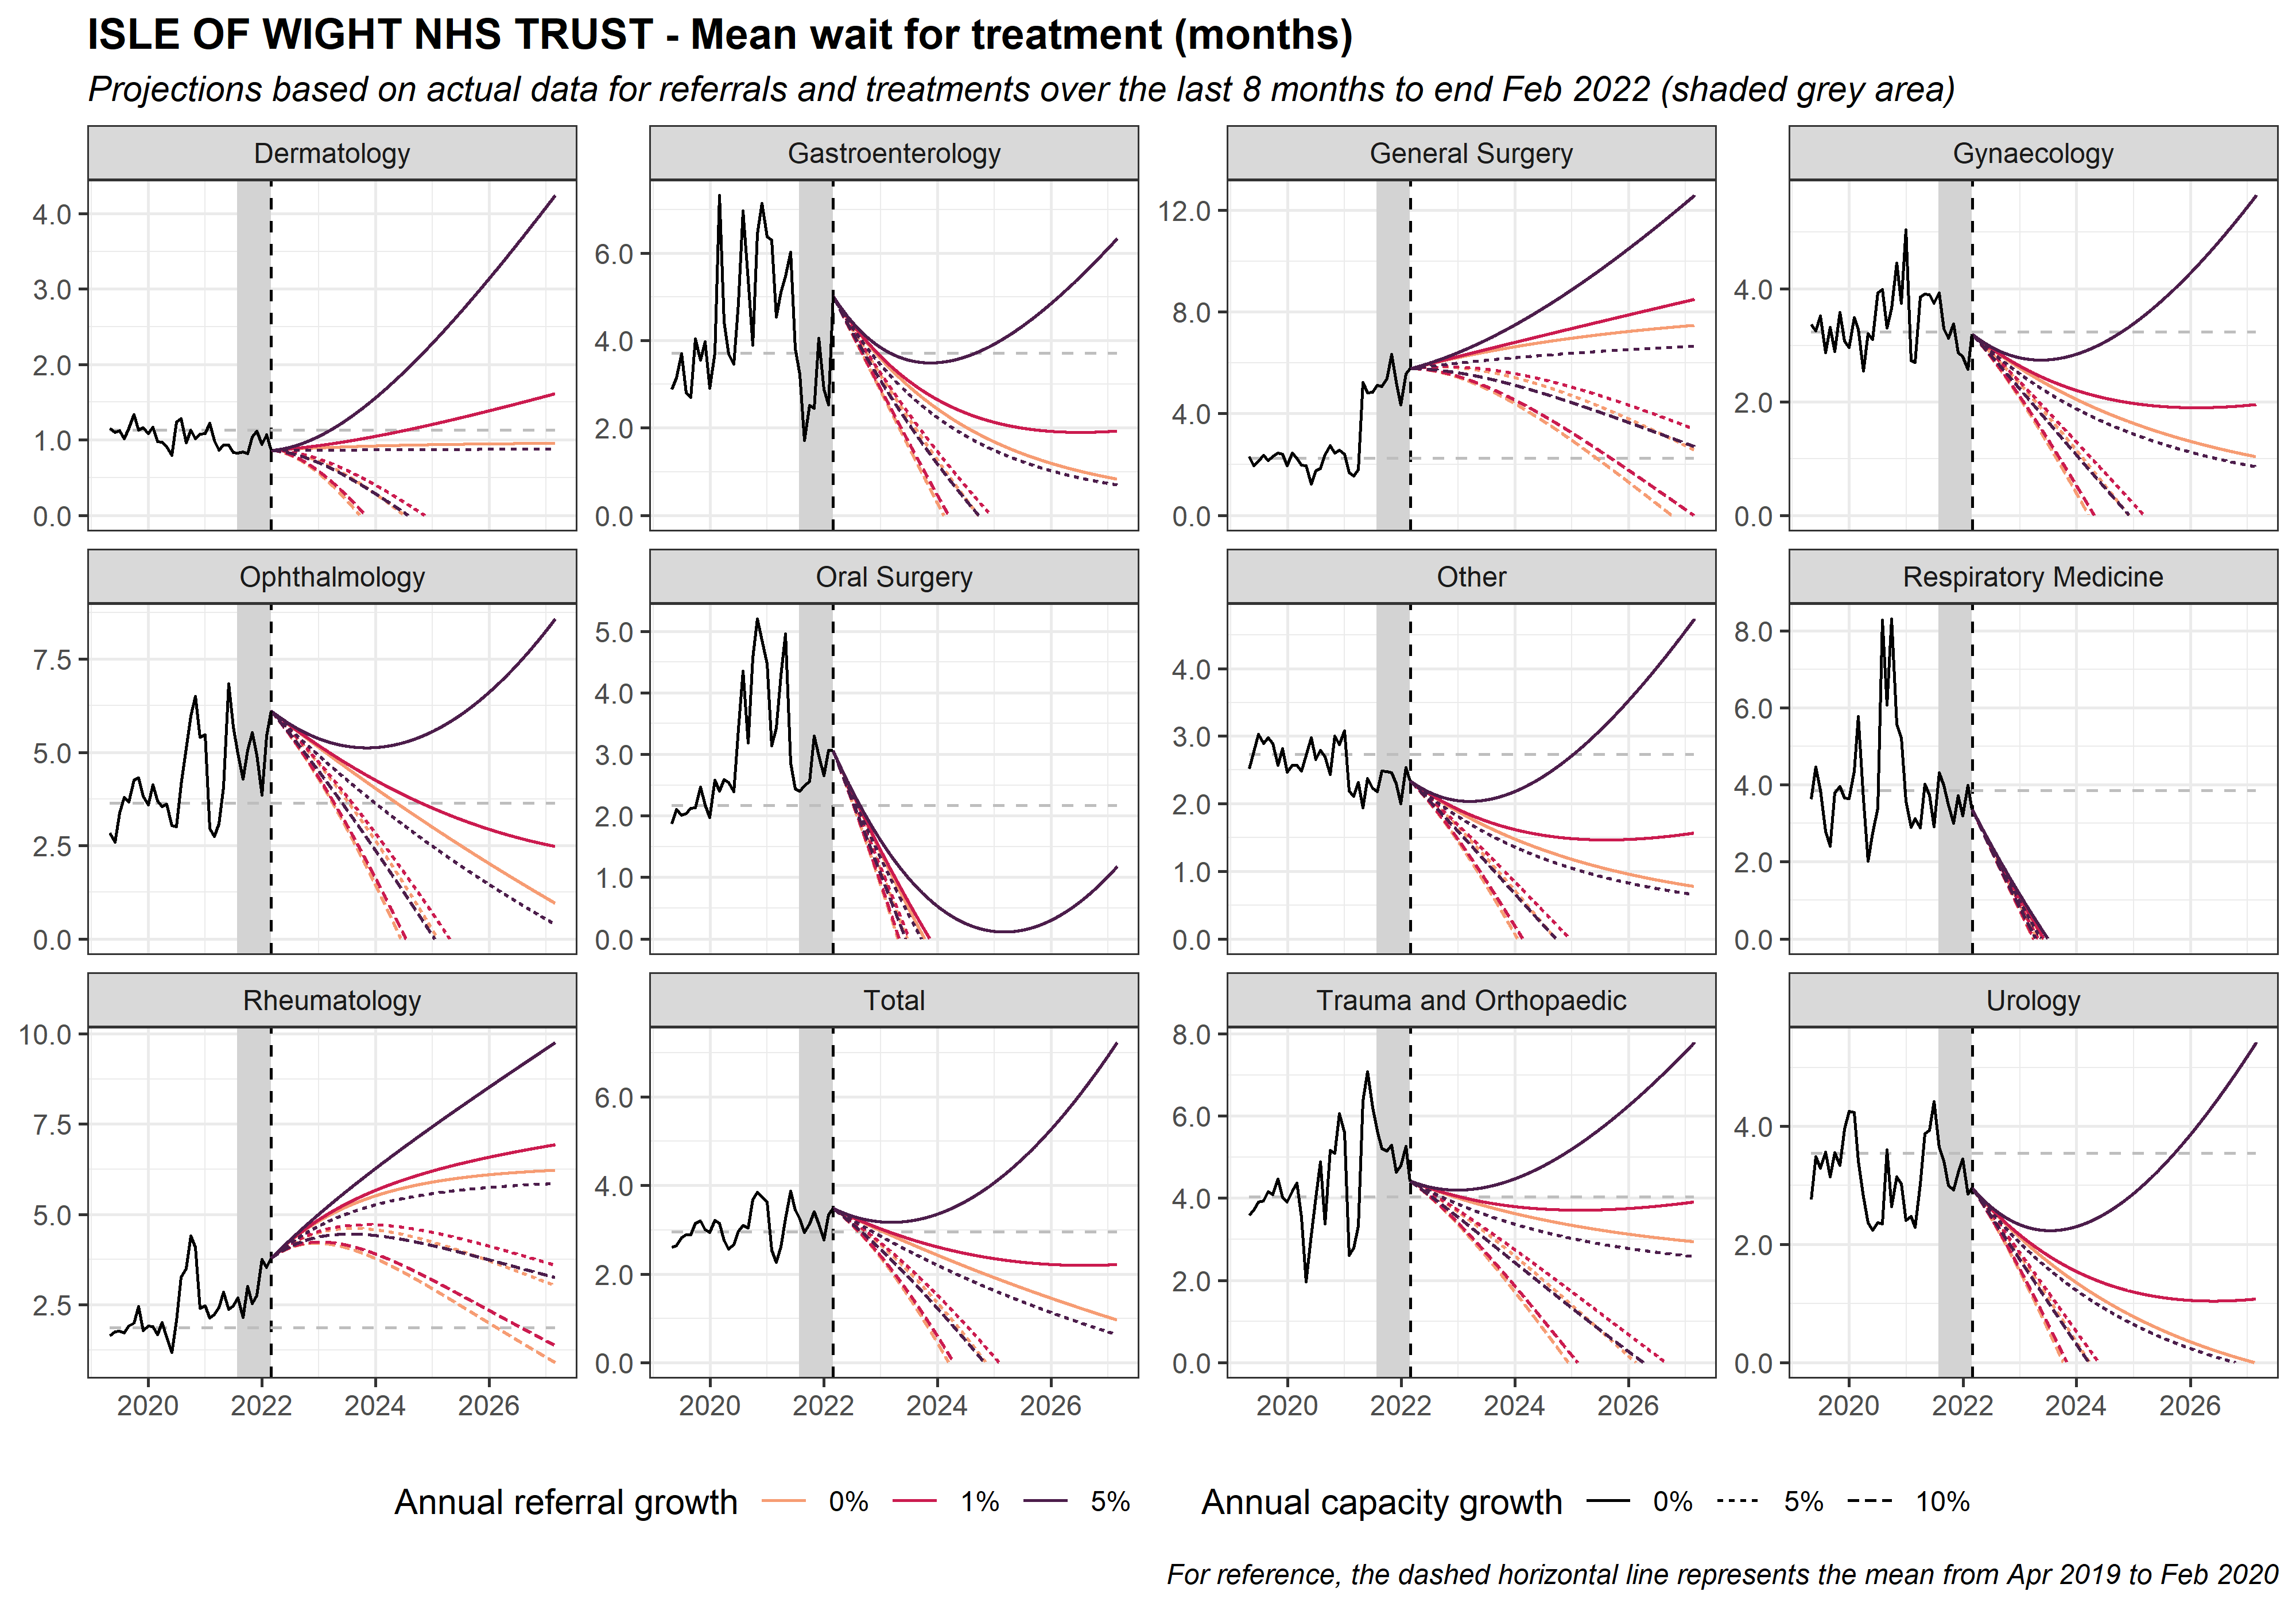 ISLE OF WIGHT NHS TRUST - Mean wait for treatment (months)
Projections based on actual data for referrals and treatments over the last 8 months to end Feb 2022 (shaded grey area)
Dermatology
4.0
3.0
2.0
1.0
0.0
Gastroenterology
6.0
4.0
2.0
0.0
General Surgery
12.0
8.0
4.0
0.0
Gynaecology
4.0
2.0
0.0
Ophthalmology
7.5
5.0
2.5
0.0
Oral Surgery
5.0
4.0
3.0
2.0
1.0
0.0
Other
4.0
3.0
2.0
1.0
0.0
Respiratory Medicine
8.0
6.0
4.0
2.0
0.0
Rheumatology
10.0
7.5
5.0
2.5
2020 2022 2024 2026
Total
6.0
4.0
2.0
0.0
2020 2022 2024 2026
Trauma and Orthopaedic
8.0
6.0
4.0
2.0
0.0
2020 2022 2024 2026
Urology
4.0
2.0
0.0
2020 2022 2024 2026
Annual referral growth 0% 1% 5%
Annual capacity growth 0% 5% 10%
For reference, the dashed horizontal line represents the mean from Apr 2019 to Feb 2020